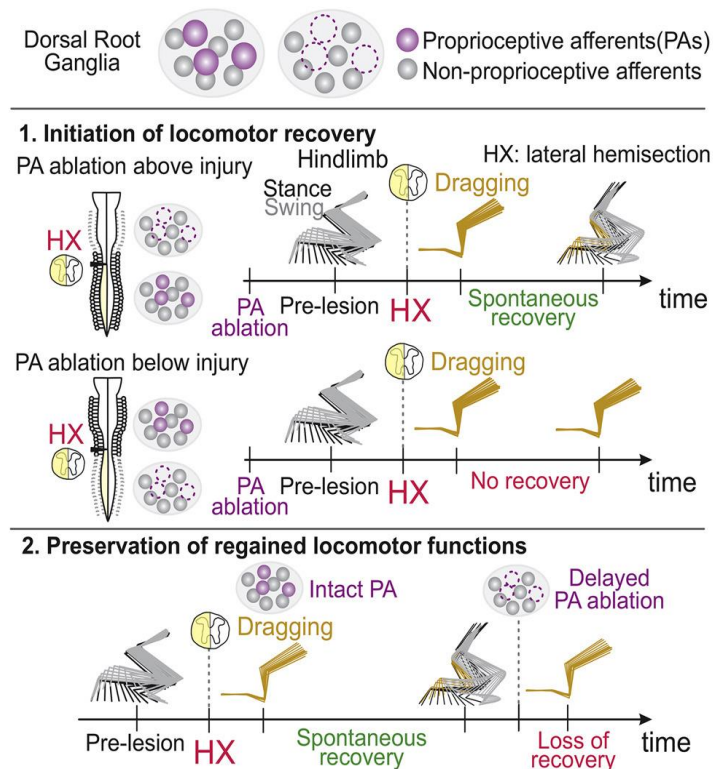 Dorsal Root
Ganglia
Proprioceptive afferents(PAs)
Non-proprioceptive afferents
1. Initiation of locomotor recovery
PA ablation above injury
Hindlimb
HX: lateral hemisection
Stance
Swing
Dragging
HX
PA
ablation
Pre-lesion
HX
Spontaneous
recovery
time
PA ablation below injury
Dragging
HX
PA
ablation
Pre-lesion
HX
No recovery
time
2. Preservation of regained locomotor functions
Intact PA
Delayed
PA ablation
Dragging
Pre-lesion
HX
Spontaneous
recovery
Loss of
recovery
time